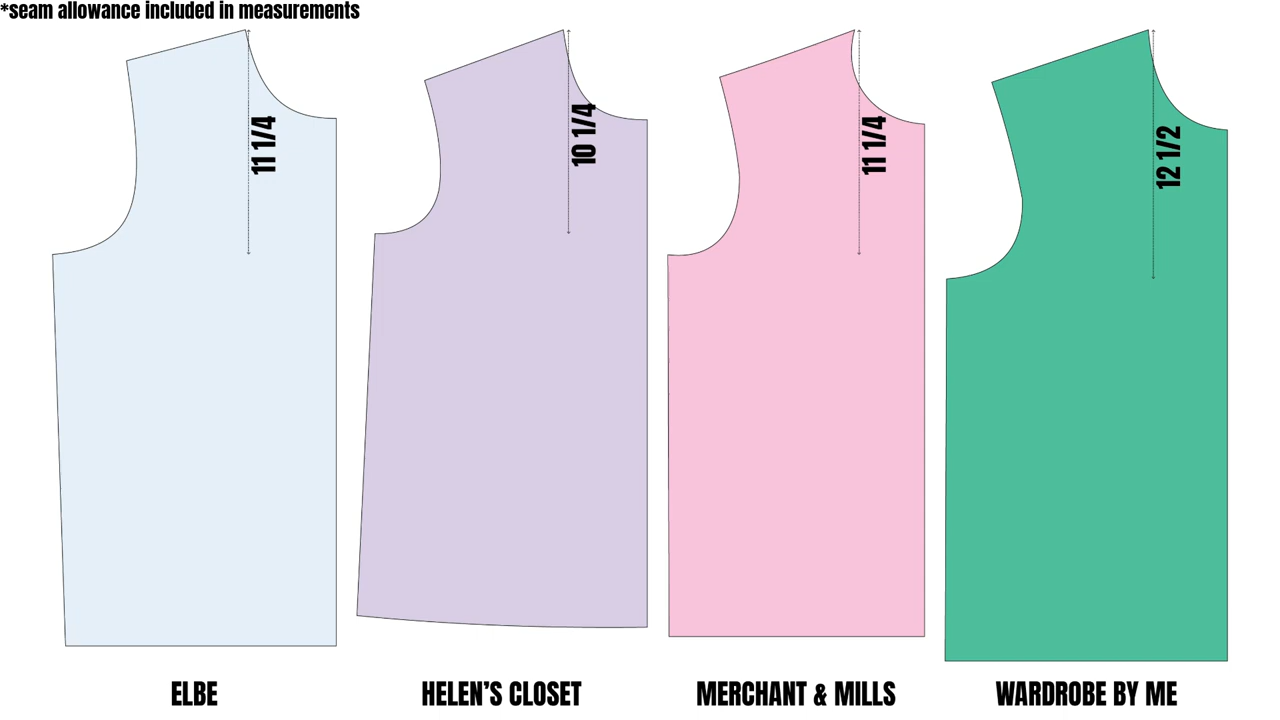 *seam allowance included in measurements
11 1/4
10 1/4
11 1/4
12 1/2
ELBE
HELEN'S CLOSET
MERCHANT & MILLS
WARDROBE BY ME